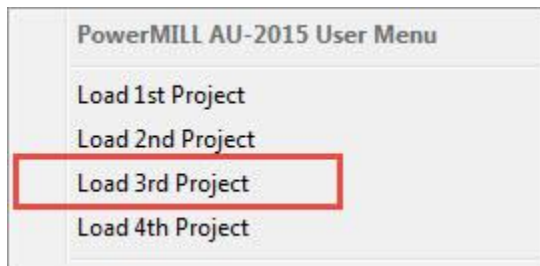 PowerMILL AU-2015 User Menu
Load 1st Project
Load 2nd Project
Load 3rd Project
Load 4th Project